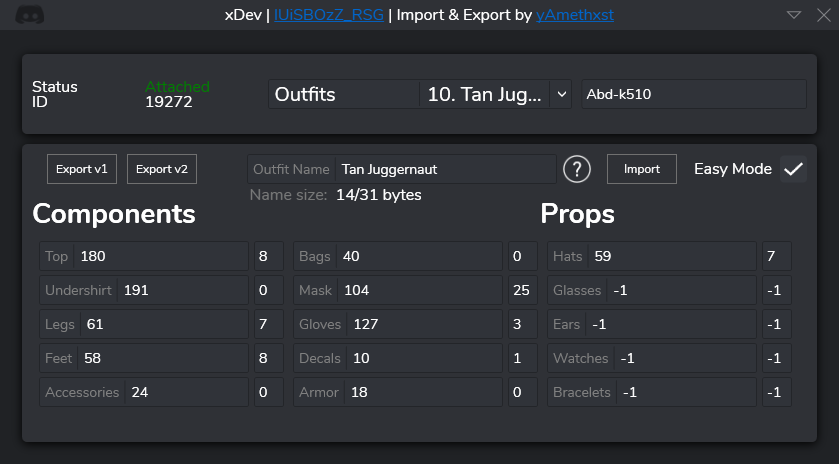 xDev | IUiSBOzZ_RSG | Import & Export by yAmethxst
Status Attached
ID 19272
Outfits 10. Tan Jug... Abd-k510
Export v1 Export v2 Outfit Name Tan Juggernaut ? Import Easy Mode
Name size: 14/31 bytes
Components Props
Top 180 8 Bags 40 0 Hats 59 7
Undershirt 191 0 Mask 104 25 Glasses -1 -1
Legs 61 7 Gloves 127 3 Ears -1 -1
Feet 58 8 Decals 10 1 Watches -1 -1
Accessories 24 0 Armor 18 0 Bracelets -1 -1